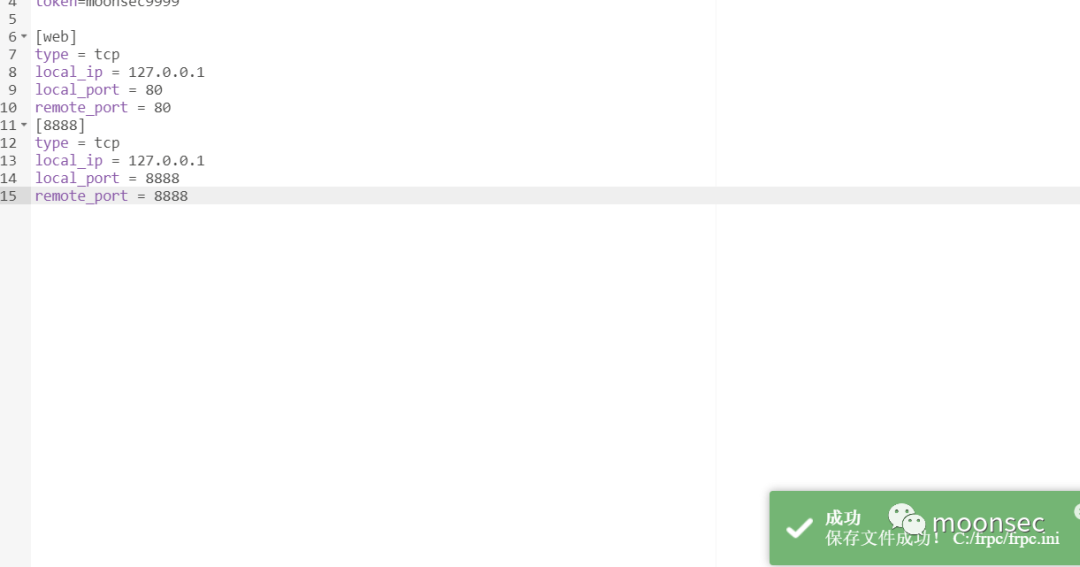 4 token=moonsec9999
5
6 [web]
7 type = tcp
8 local_ip = 127.0.0.1
9 local_port = 80
10 remote_port = 80
11 [8888]
12 type = tcp
13 local_ip = 127.0.0.1
14 local_port = 8888
15 remote_port = 8888
成功
moonsec
保存文件成功! C:/frpc/frpc.ini